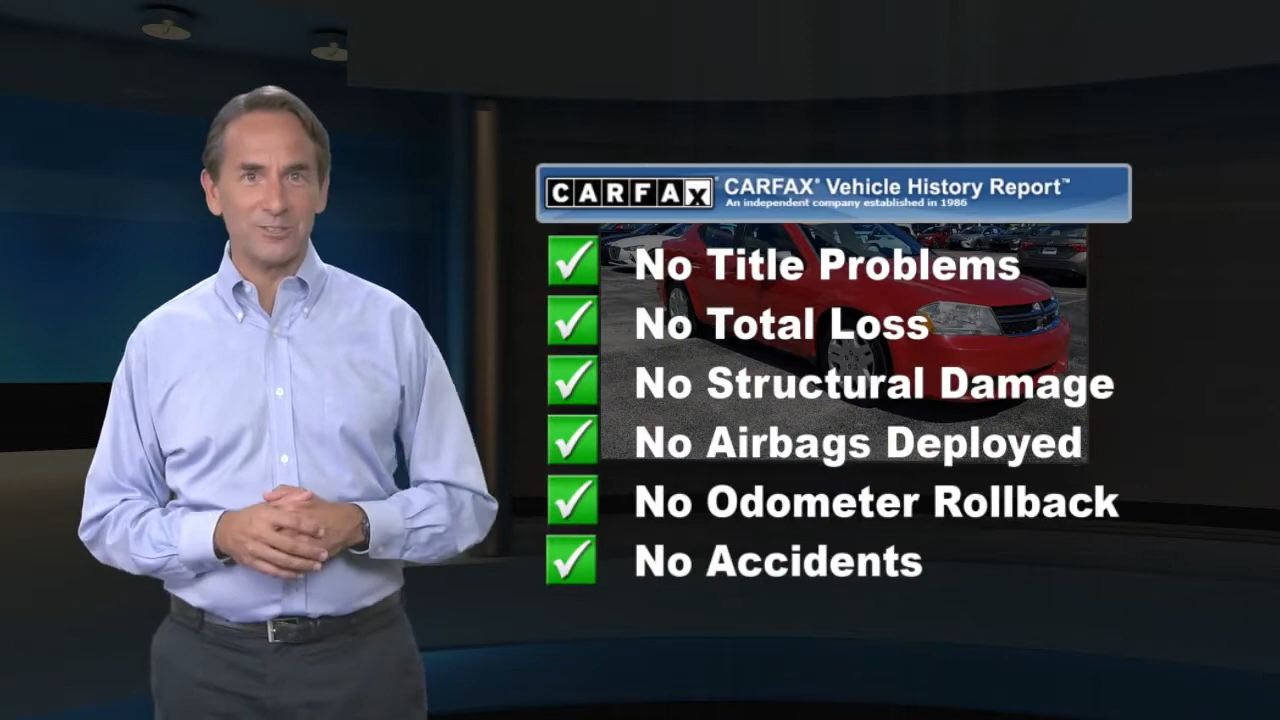 CARFAX® CARFAX® Vehicle History Report™
An independent company established in 1986
No Title Problems
No Total Loss
No Structural Damage
No Airbags Deployed
No Odometer Rollback
No Accidents